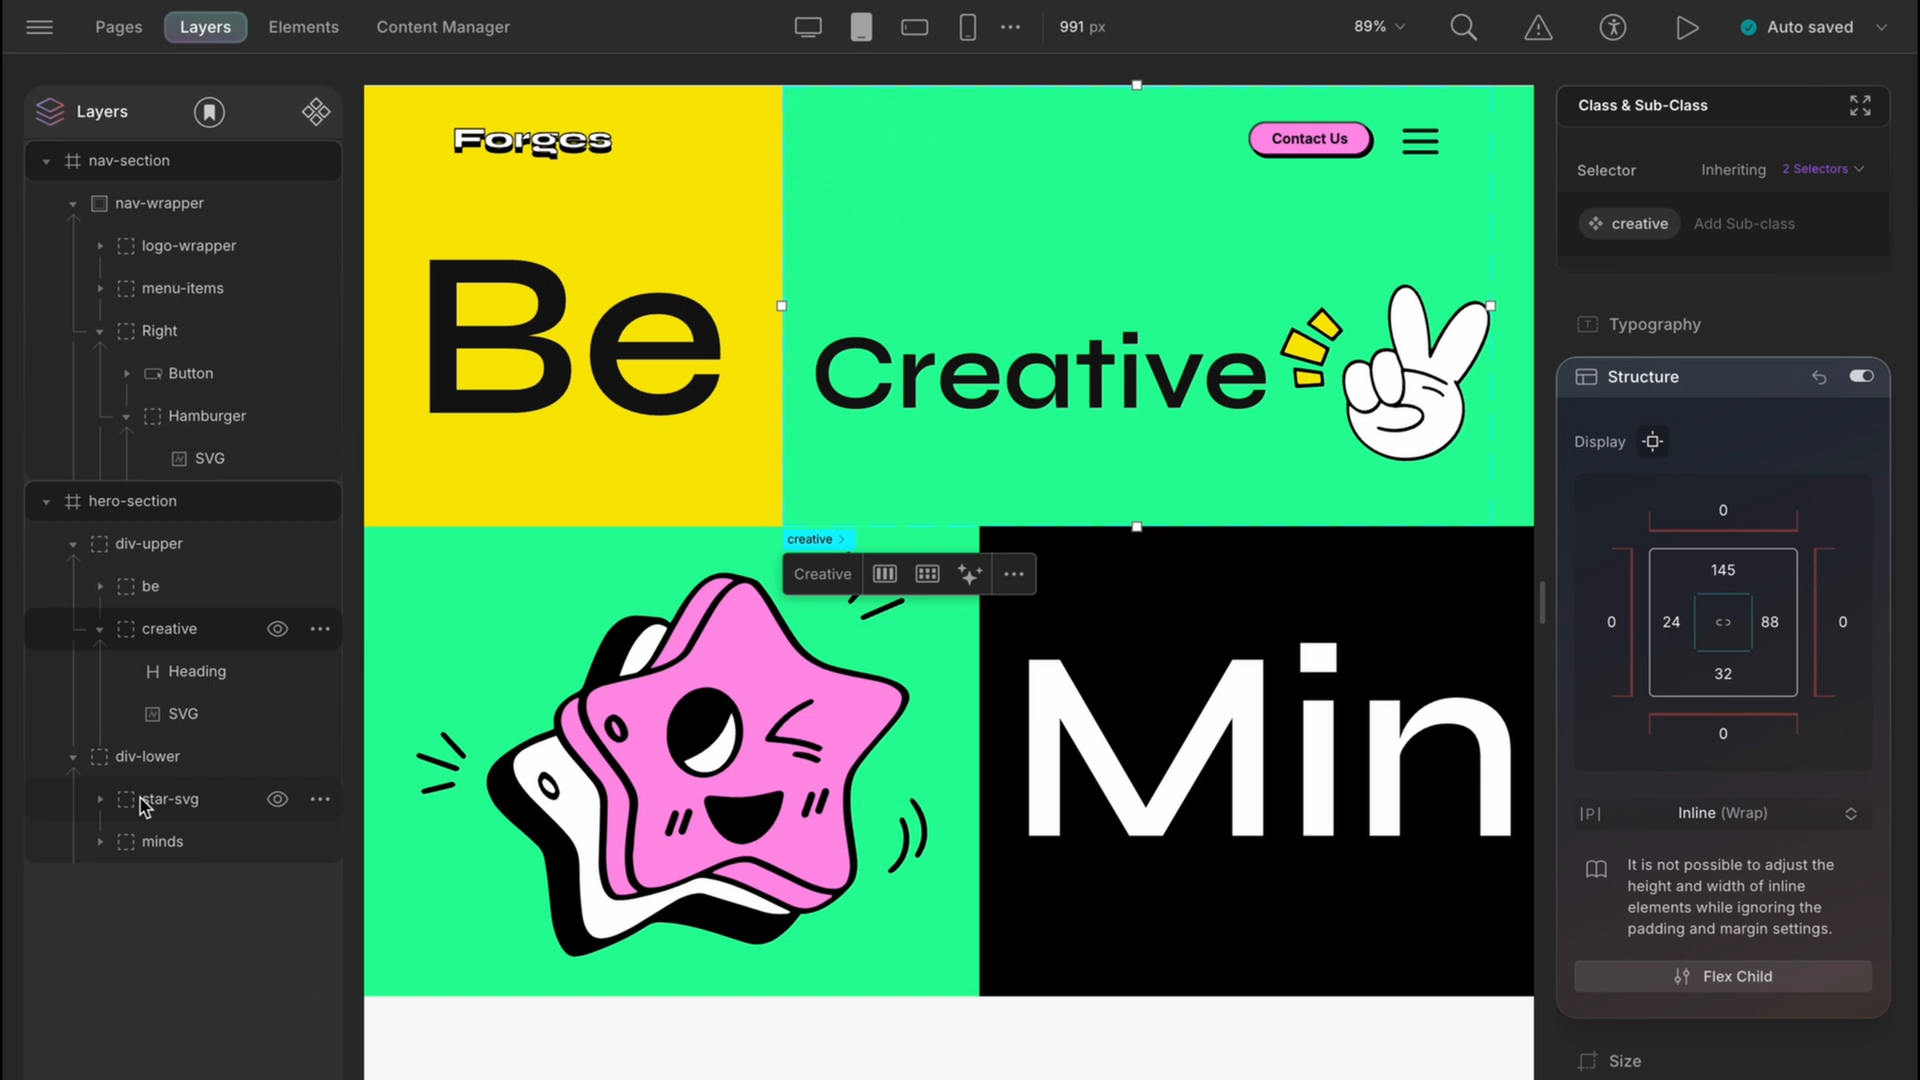 Pages
Layers
Elements
Content Manager
991 px
89%
Auto saved
Layers
nav-section
nav-wrapper
logo-wrapper
menu-items
Right
Button
Hamburger
SVG
hero-section
div-upper
be
creative
Heading
SVG
div-lower
star-svg
minds
Forges
Contact Us
Be
Creative
creative
Creative
Min
Class & Sub-Class
Selector
Inheriting
2 Selectors
creative
Add Sub-class
Typography
Structure
Display
0
145
0
24
88
0
32
0
|P|
Inline (Wrap)
It is not possible to adjust the
height and width of inline
elements while ignoring the
padding and margin settings.
Flex Child
Size